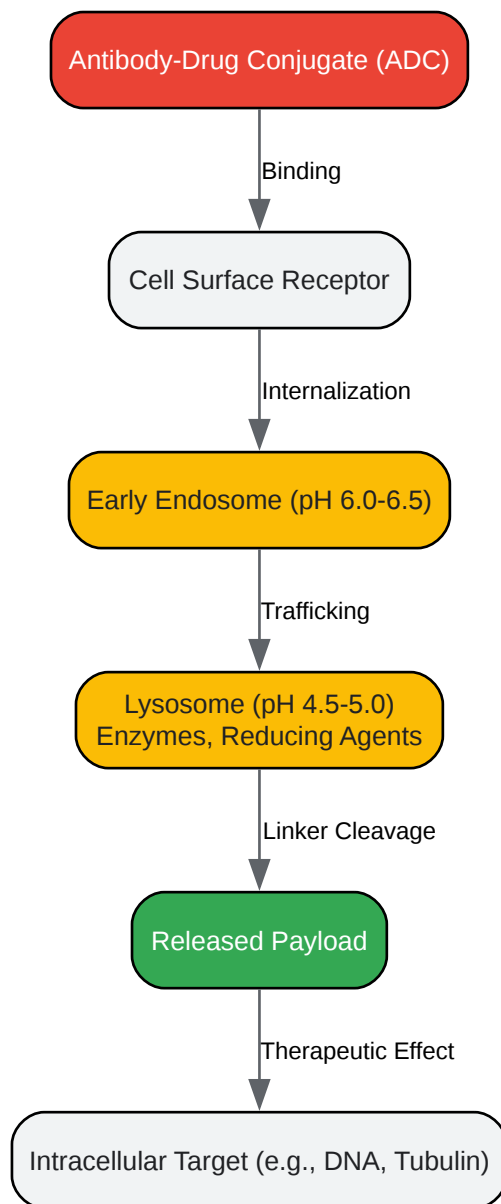 Antibody-Drug Conjugate (ADC)
Binding
Cell Surface Receptor
Internalization
Early Endosome (pH 6.0-6.5)
Trafficking
Lysosome (pH 4.5-5.0)
Enzymes, Reducing Agents
Linker Cleavage
Released Payload
Therapeutic Effect
Intracellular Target (e.g., DNA, Tubulin)